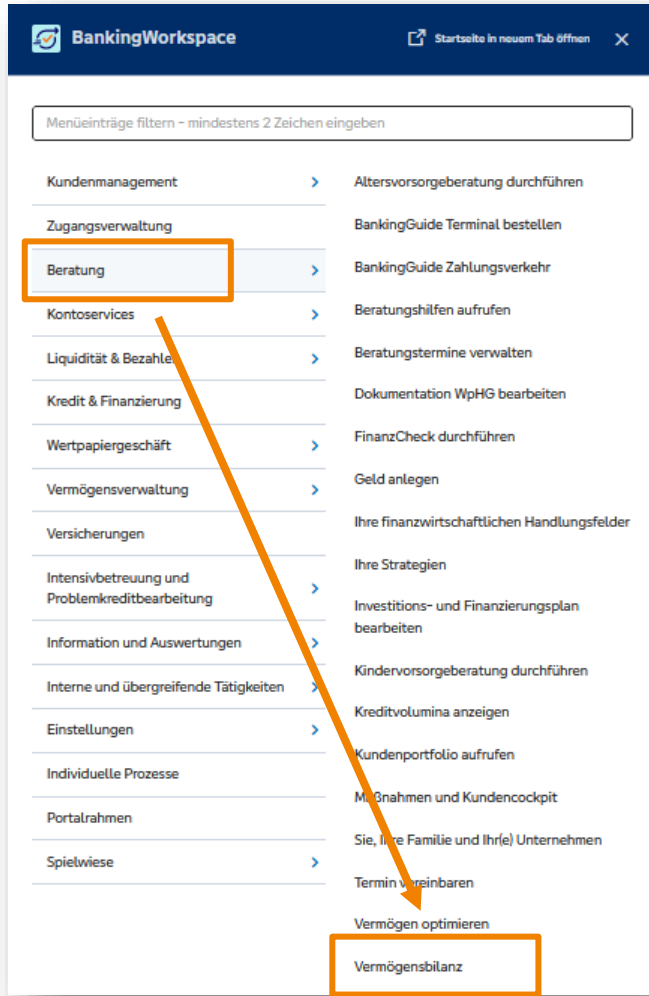 BankingWorkspace
Startseite in neuem Tab öffnen
Menüeinträge filtern - mindestens 2 Zeichen eingeben
Kundenmanagement
Zugangsverwaltung
Beratung
Kontoservices
Liquidität & Bezahle
Kredit & Finanzierung
Wertpapiergeschäft
Vermögensverwaltung
Versicherungen
Intensivbetreuung und
Problemkreditbearbeitung
Information und Auswertungen
Interne und übergreifende Tätigkeiten
Einstellungen
Individuelle Prozesse
Portalrahmen
Spielwiese
Altersvorsorgeberatung durchführen
BankingGuide Terminal bestellen
BankingGuide Zahlungsverkehr
Beratungshilfen aufrufen
Beratungstermine verwalten
Dokumentation WpHG bearbeiten
FinanzCheck durchführen
Geld anlegen
Ihre finanzwirtschaftlichen Handlungsfelder
Ihre Strategien
Investitions- und Finanzierungsplan
bearbeiten
Kindervorsorgeberatung durchführen
Kreditvolumina anzeigen
Kundenportfolio aufrufen
Maßnahmen und Kundencockpit
Sie, Ihre Familie und Ihr(e) Unternehmen
Termin vereinbaren
Vermögen optimieren
Vermögensbilanz